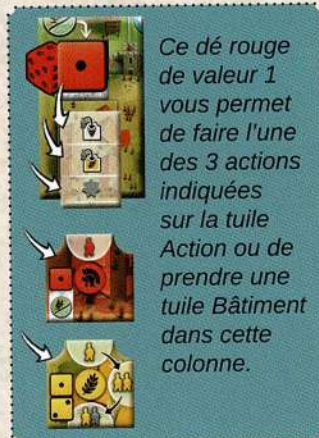 Ce dé rouge
de valeur 1
vous permet
de faire l'une
des 3 actions
indiquées
sur la tuile
Action ou de
prendre une
tuile Bâtiment
dans cette
colonne.